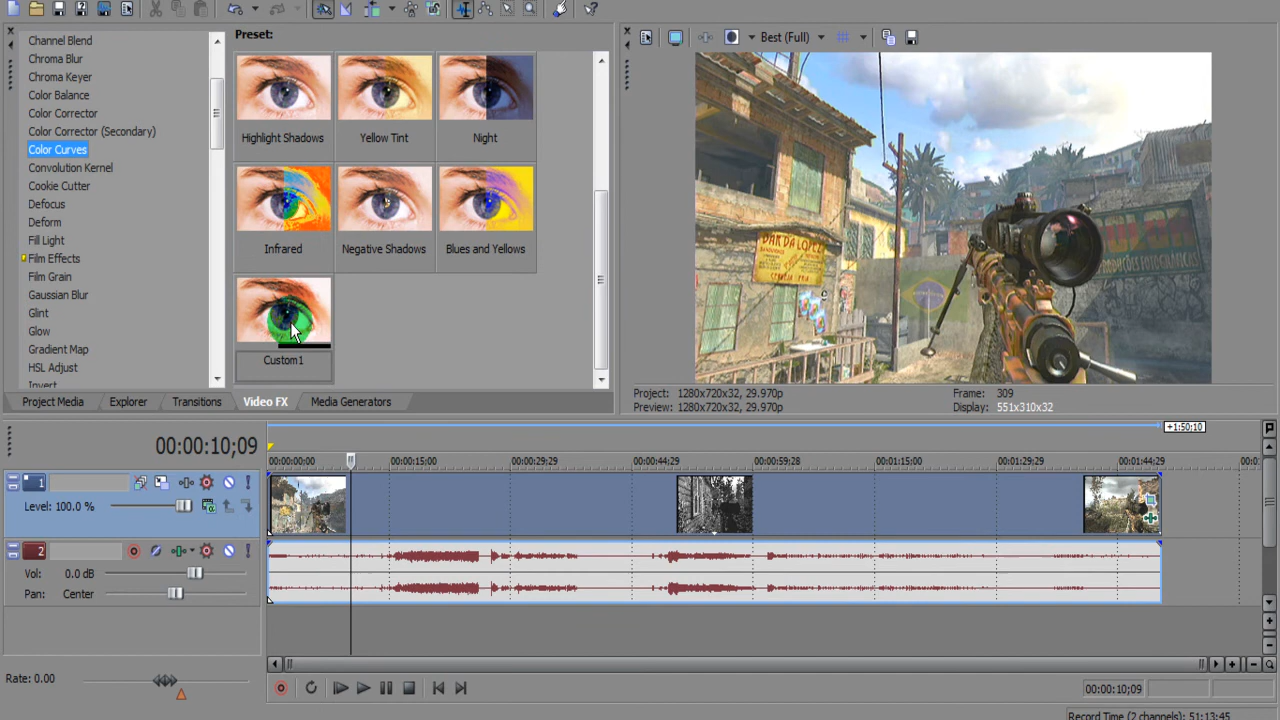 Channel Blend
Chroma Blur
Chroma Keyer
Color Balance
Color Corrector
Color Corrector (Secondary)
Color Curves
Convolution Kernel
Cookie Cutter
Defocus
Deform
Fill Light
Film Effects
Film Grain
Gaussian Blur
Glint
Glow
Gradient Map
HSL Adjust
Invert
Preset:
Highlight Shadows
Yellow Tint
Night
Infrared
Negative Shadows
Blues and Yellows
Custom1
Project Media
Explorer
Transitions
Video FX
Media Generators
Best (Full)
BAR DA LOPEZ
Project: 1280x720x32, 29.970p
Frame: 309
Preview: 1280x720x32, 29.970p
Display: 551x310x32
+1:50:10
00:00:10;09
00:00:00:00
00:00:15:00
00:00:29;29
00:00:44;29
00:00:59;28
00:01:15:00
00:01:29;29
00:01:44;29
1
Level: 100.0 %
2
Vol: 0.0 dB
Pan: Center
Rate: 0.00
00:00:10;09
Record Time (2 channels): 51:13:45